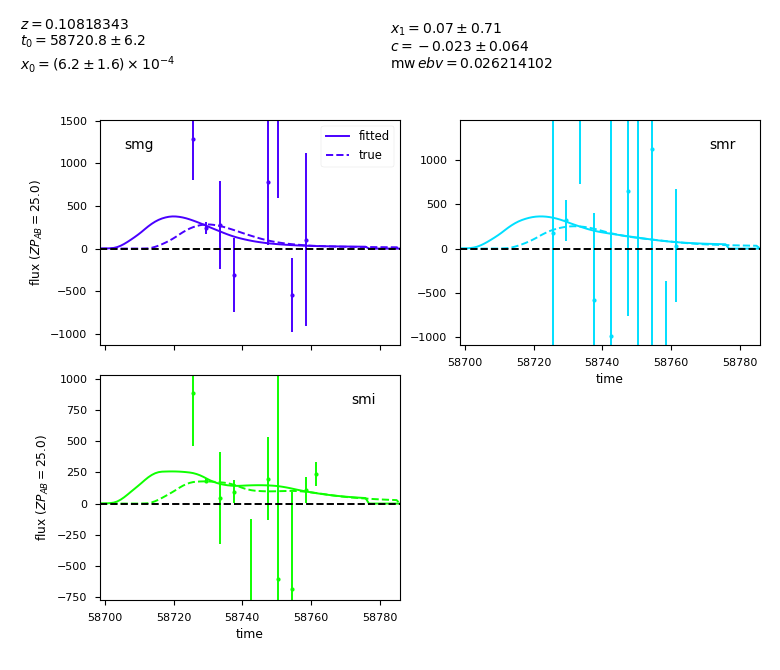 z = 0.10818343
t₀ = 58720.8 ± 6.2
x₀ = (6.2 ± 1.6) × 10⁻⁴
x₁ = 0.07 ± 0.71
c = −0.023 ± 0.064
mw ebv = 0.026214102
smg
fitted
true
1500
1000
500
0
−500
−1000
flux (ZP_AB = 25.0)
smr
1000
500
0
−500
−1000
58700 58720 58740 58760 58780
time
smi
1000
750
500
250
0
−250
−500
−750
flux (ZP_AB = 25.0)
58700 58720 58740 58760 58780
time